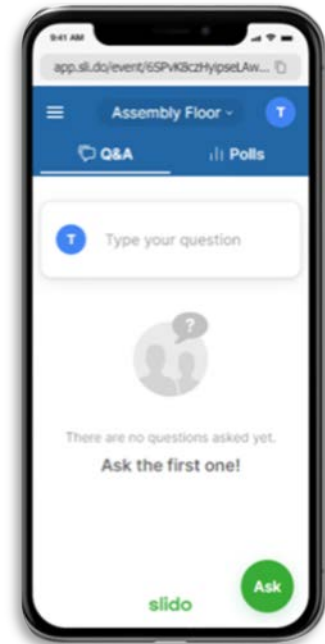 9:41 AM
app.sli.do/event/6SPvK8czHyipseLAw...
Assembly Floor
T
Q&A
Polls
T
Type your question
?
There are no questions asked yet.
Ask the first one!
Ask
slido